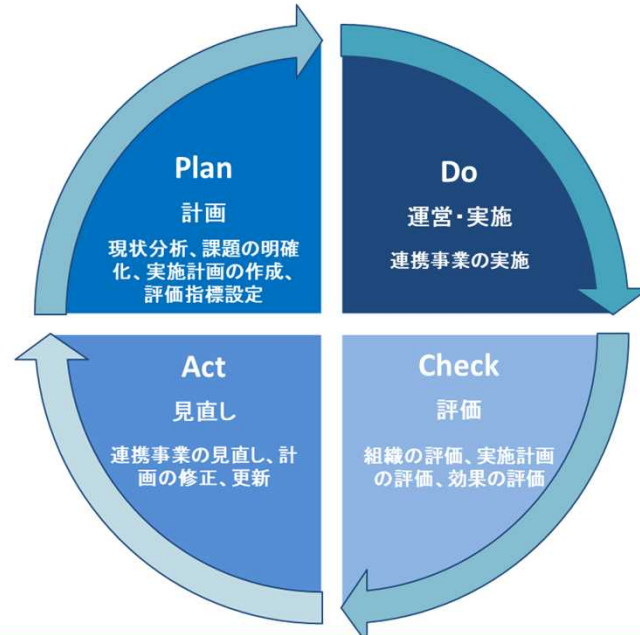 Plan
計画
現状分析、課題の明確
化、実施計画の作成、
評価指標設定
Do
運営・実施
連携事業の実施
Act
見直し
連携事業の見直し、計
画の修正、更新
Check
評価
組織の評価、実施計画
の評価、効果の評価